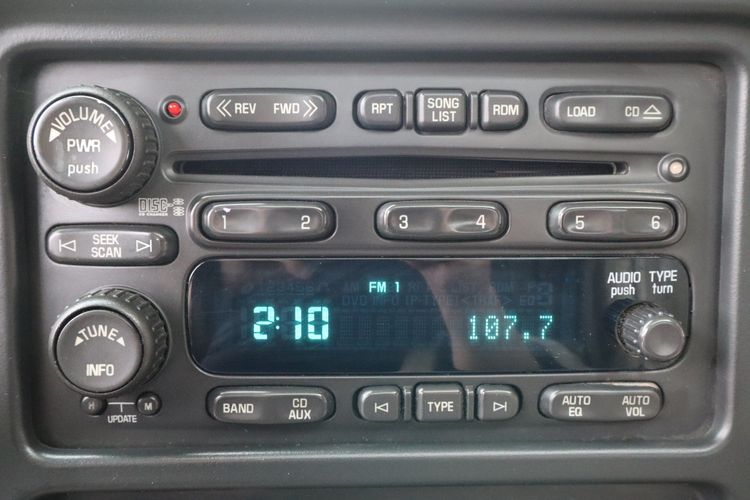 VOLUME
PWR
push
REV FWD
RPT
SONG
LIST
RDM
LOAD CD
DISC
1 2
3 4
5 6
SEEK
SCAN
FM 1
2:10
107.7
AUDIO
push
TYPE
turn
TUNE
INFO
H M
UPDATE
BAND
CD
AUX
TYPE
AUTO
EQ
AUTO
VOL